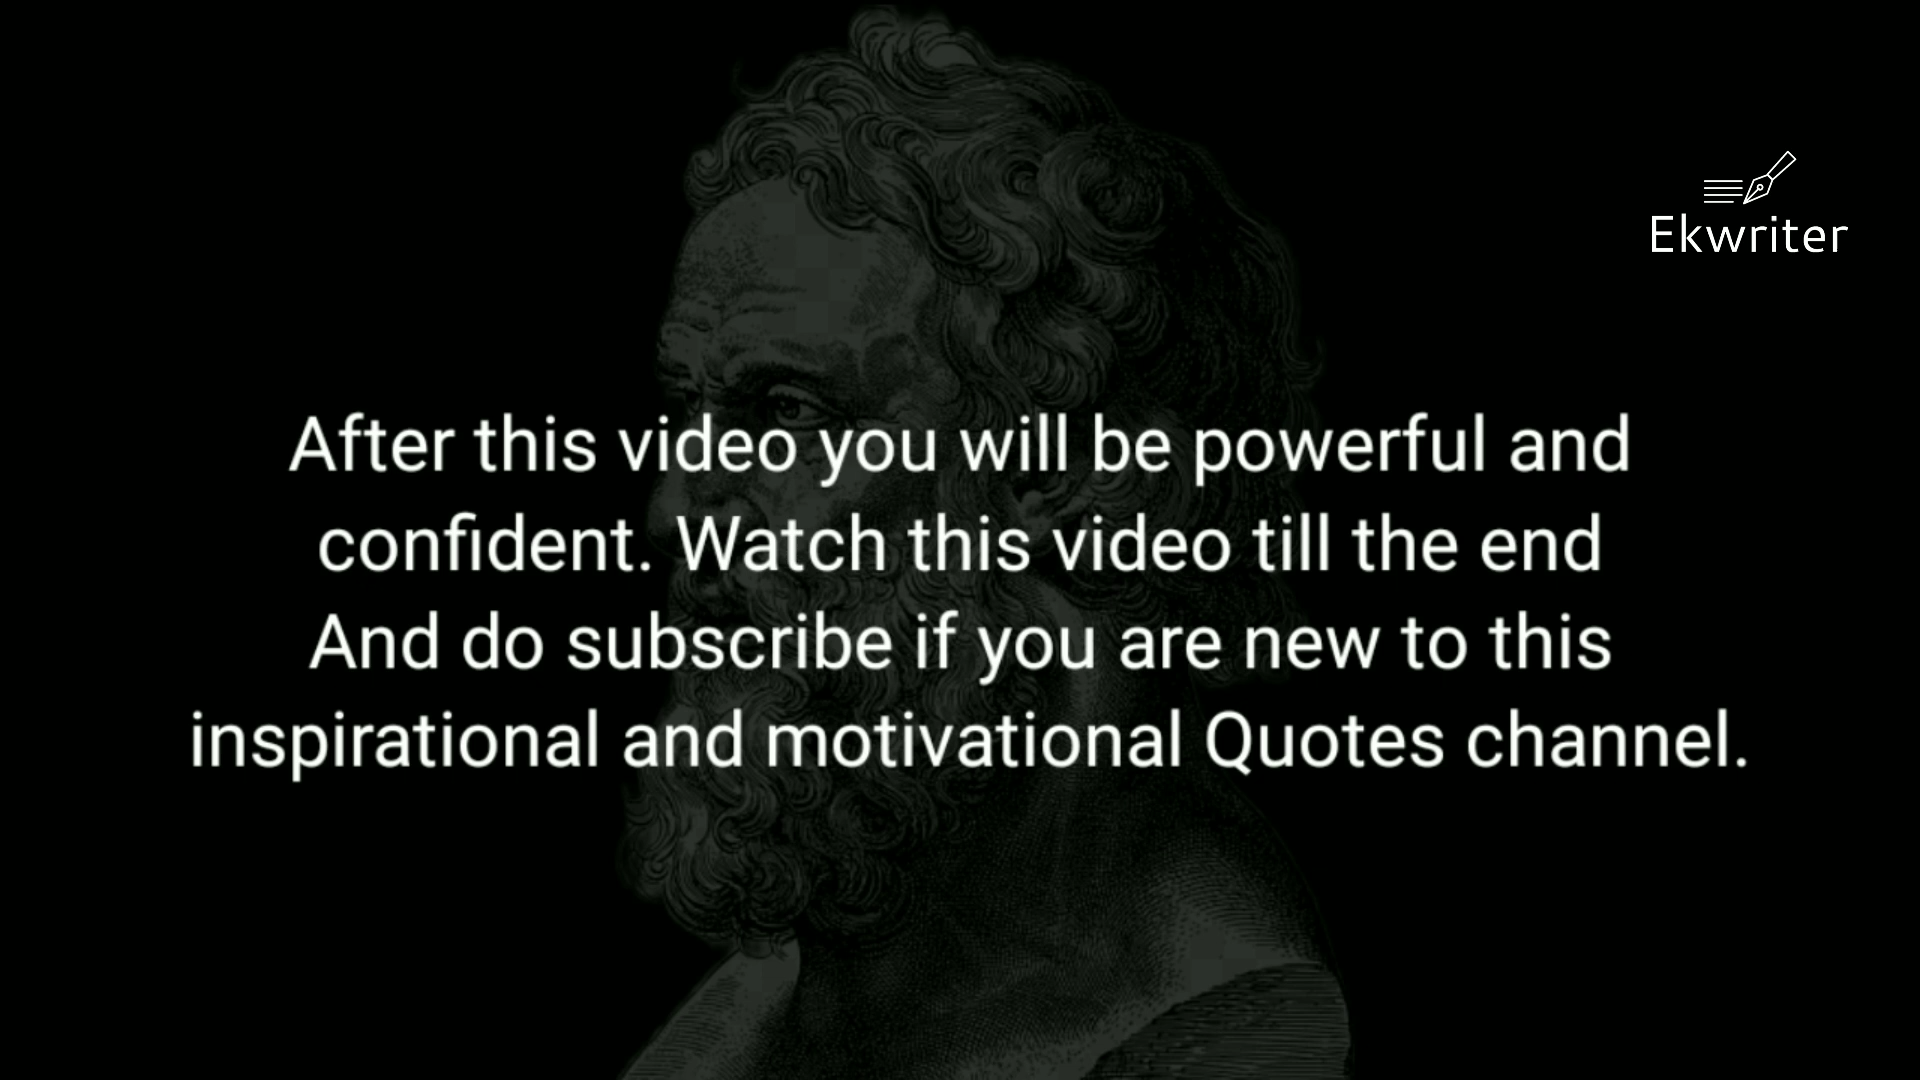 Ekwriter
After this video you will be powerful and
confident. Watch this video till the end
And do subscribe if you are new to this
inspirational and motivational Quotes channel.